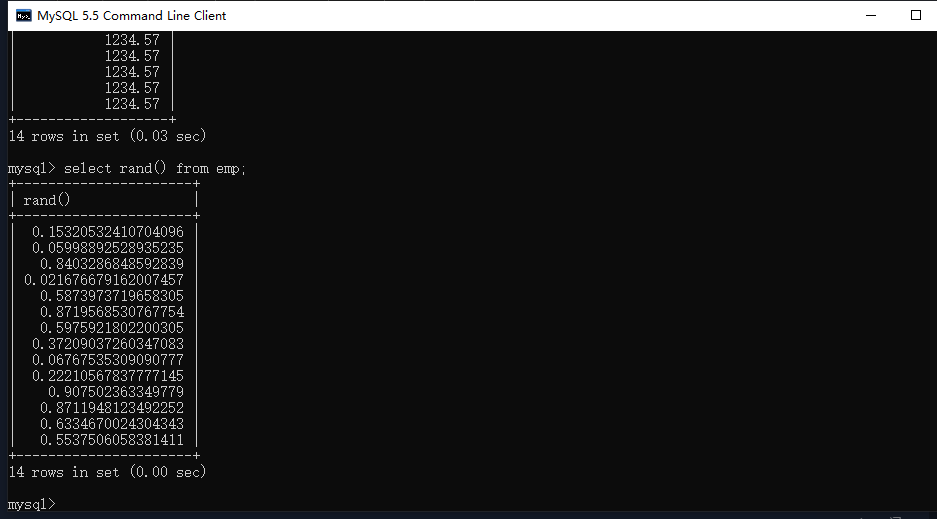 MySQL 5.5 Command Line Client
| 1234.57 |
| 1234.57 |
| 1234.57 |
| 1234.57 |
| 1234.57 |
+-------------------+
14 rows in set (0.03 sec)
mysql> select rand() from emp;
+----------------------+
| rand() |
+----------------------+
| 0.15320532410704096 |
| 0.05998892528935235 |
| 0.8403286848592839 |
| 0.021676679162007457 |
| 0.5873973719658305 |
| 0.8719568530767754 |
| 0.5975921802200305 |
| 0.37209037260347083 |
| 0.06767535309090777 |
| 0.22210567837777145 |
| 0.907502363349779 |
| 0.8711948123492252 |
| 0.6334670024304343 |
| 0.5537506058381411 |
+----------------------+
14 rows in set (0.00 sec)
mysql>